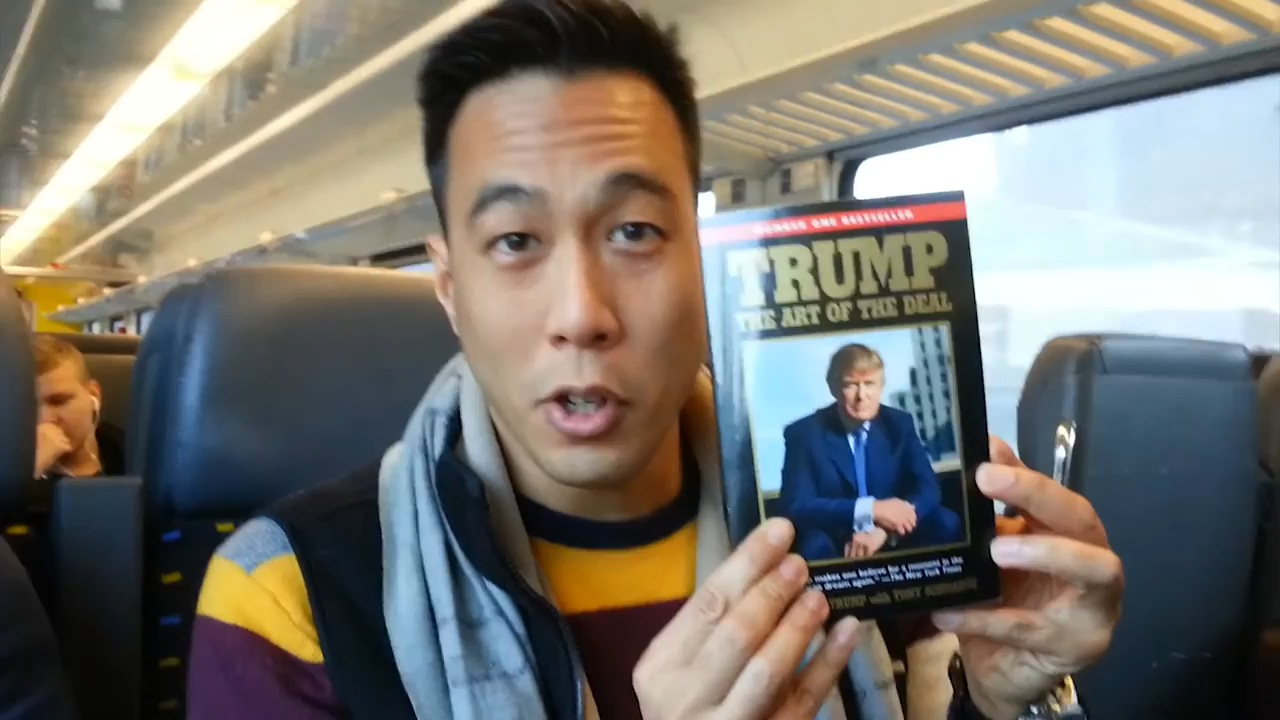 NUMBER ONE BESTSELLER
TRUMP
THE ART OF THE DEAL
makes one believe for a moment in the
dream again." —The New York Times
TRUMP with TONY SCHWARTZ